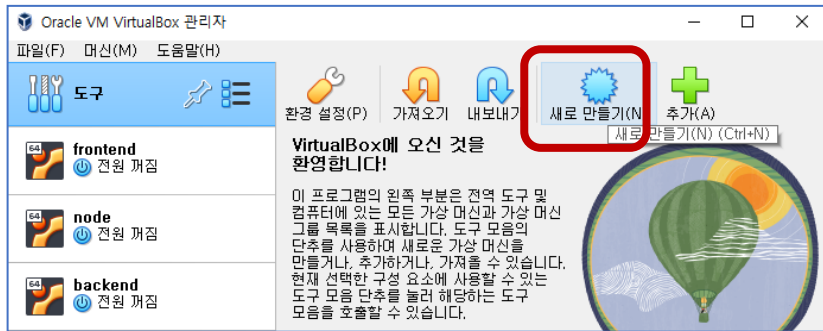 Oracle VM VirtualBox 관리자
파일(F) 머신(M) 도움말(H)
도구
환경 설정(P) 가져오기 내보내기 새로 만들기(N) 추가(A)
새로 만들기(N) (Ctrl+N)
64 frontend
전원 꺼짐
64 node
전원 꺼짐
64 backend
전원 꺼짐
VirtualBox에 오신 것을
환영합니다!
이 프로그램의 왼쪽 부분은 전역 도구 및
컴퓨터에 있는 모든 가상 머신과 가상 머신
그룹 목록을 표시합니다. 도구 모음의
단추를 사용하여 새로운 가상 머신을
만들거나, 추가하거나, 가져올 수 있습니다.
현재 선택한 구성 요소에 사용할 수 있는
도구 모음 단추를 눌러 해당하는 도구
모음을 호출할 수 있습니다.